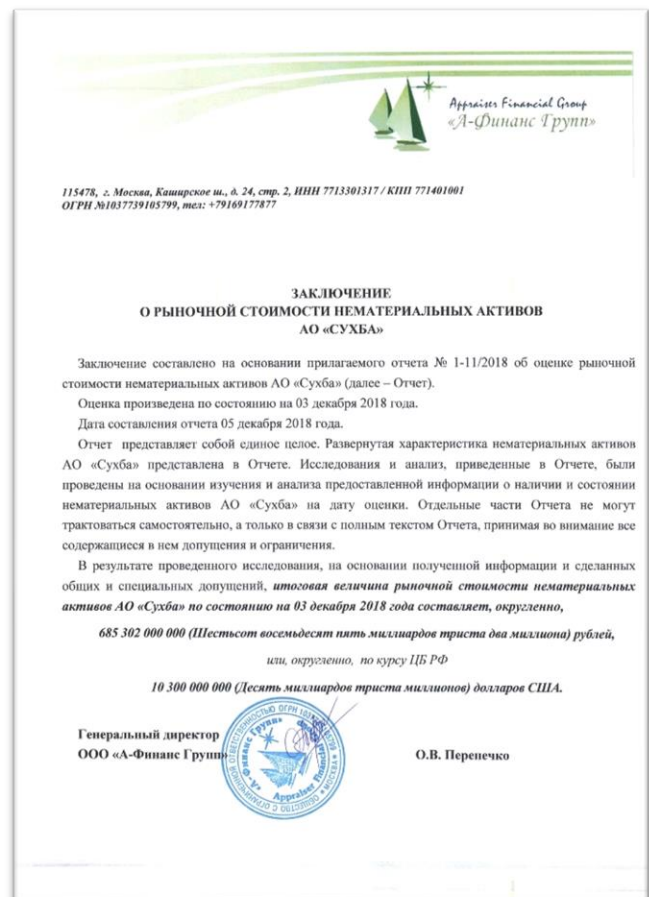 Appraiser Financial Group
«А-Финанс Групп»
115478, г. Москва, Каширское ш., д. 24, стр. 2, ИНН 7713301317 / КПП 771401001
ОГРН №1037739105799, тел: +79169177877
ЗАКЛЮЧЕНИЕ
О РЫНОЧНОЙ СТОИМОСТИ НЕМАТЕРИАЛЬНЫХ АКТИВОВ
АО «СУХБА»
Заключение составлено на основании прилагаемого отчета № 1-11/2018 об оценке рыночной
стоимости нематериальных активов АО «Сухба» (далее – Отчет).
Оценка произведена по состоянию на 03 декабря 2018 года.
Дата составления отчета 05 декабря 2018 года.
Отчет представляет собой единое целое. Развернутая характеристика нематериальных активов
АО «Сухба» представлена в Отчете. Исследования и анализ, приведенные в Отчете, были
проведены на основании изучения и анализа предоставленной информации о наличии и состоянии
нематериальных активов АО «Сухба» на дату оценки. Отдельные части Отчета не могут
трактоваться самостоятельно, а только в связи с полным текстом Отчета, принимая во внимание все
содержащиеся в нем допущения и ограничения.
В результате проведенного исследования, на основании полученной информации и сделанных
общих и специальных допущений, итоговая величина рыночной стоимости нематериальных
активов АО «Сухба» по состоянию на 03 декабря 2018 года составляет, округленно,
685 302 000 000 (Шестьсот восемьдесят пять миллиардов триста два миллиона) рублей,
или, округленно, по курсу ЦБ РФ
10 300 000 000 (Десять миллиардов триста миллионов) долларов США.
Генеральный директор
ООО «А-Финанс Групп»
О.В. Перепечко
ОБЩЕСТВО С ОГРАНИЧЕННОЙ ОТВЕТСТВЕННОСТЬЮ ОГРН
«А-Финанс Групп»
Appraiser Financial